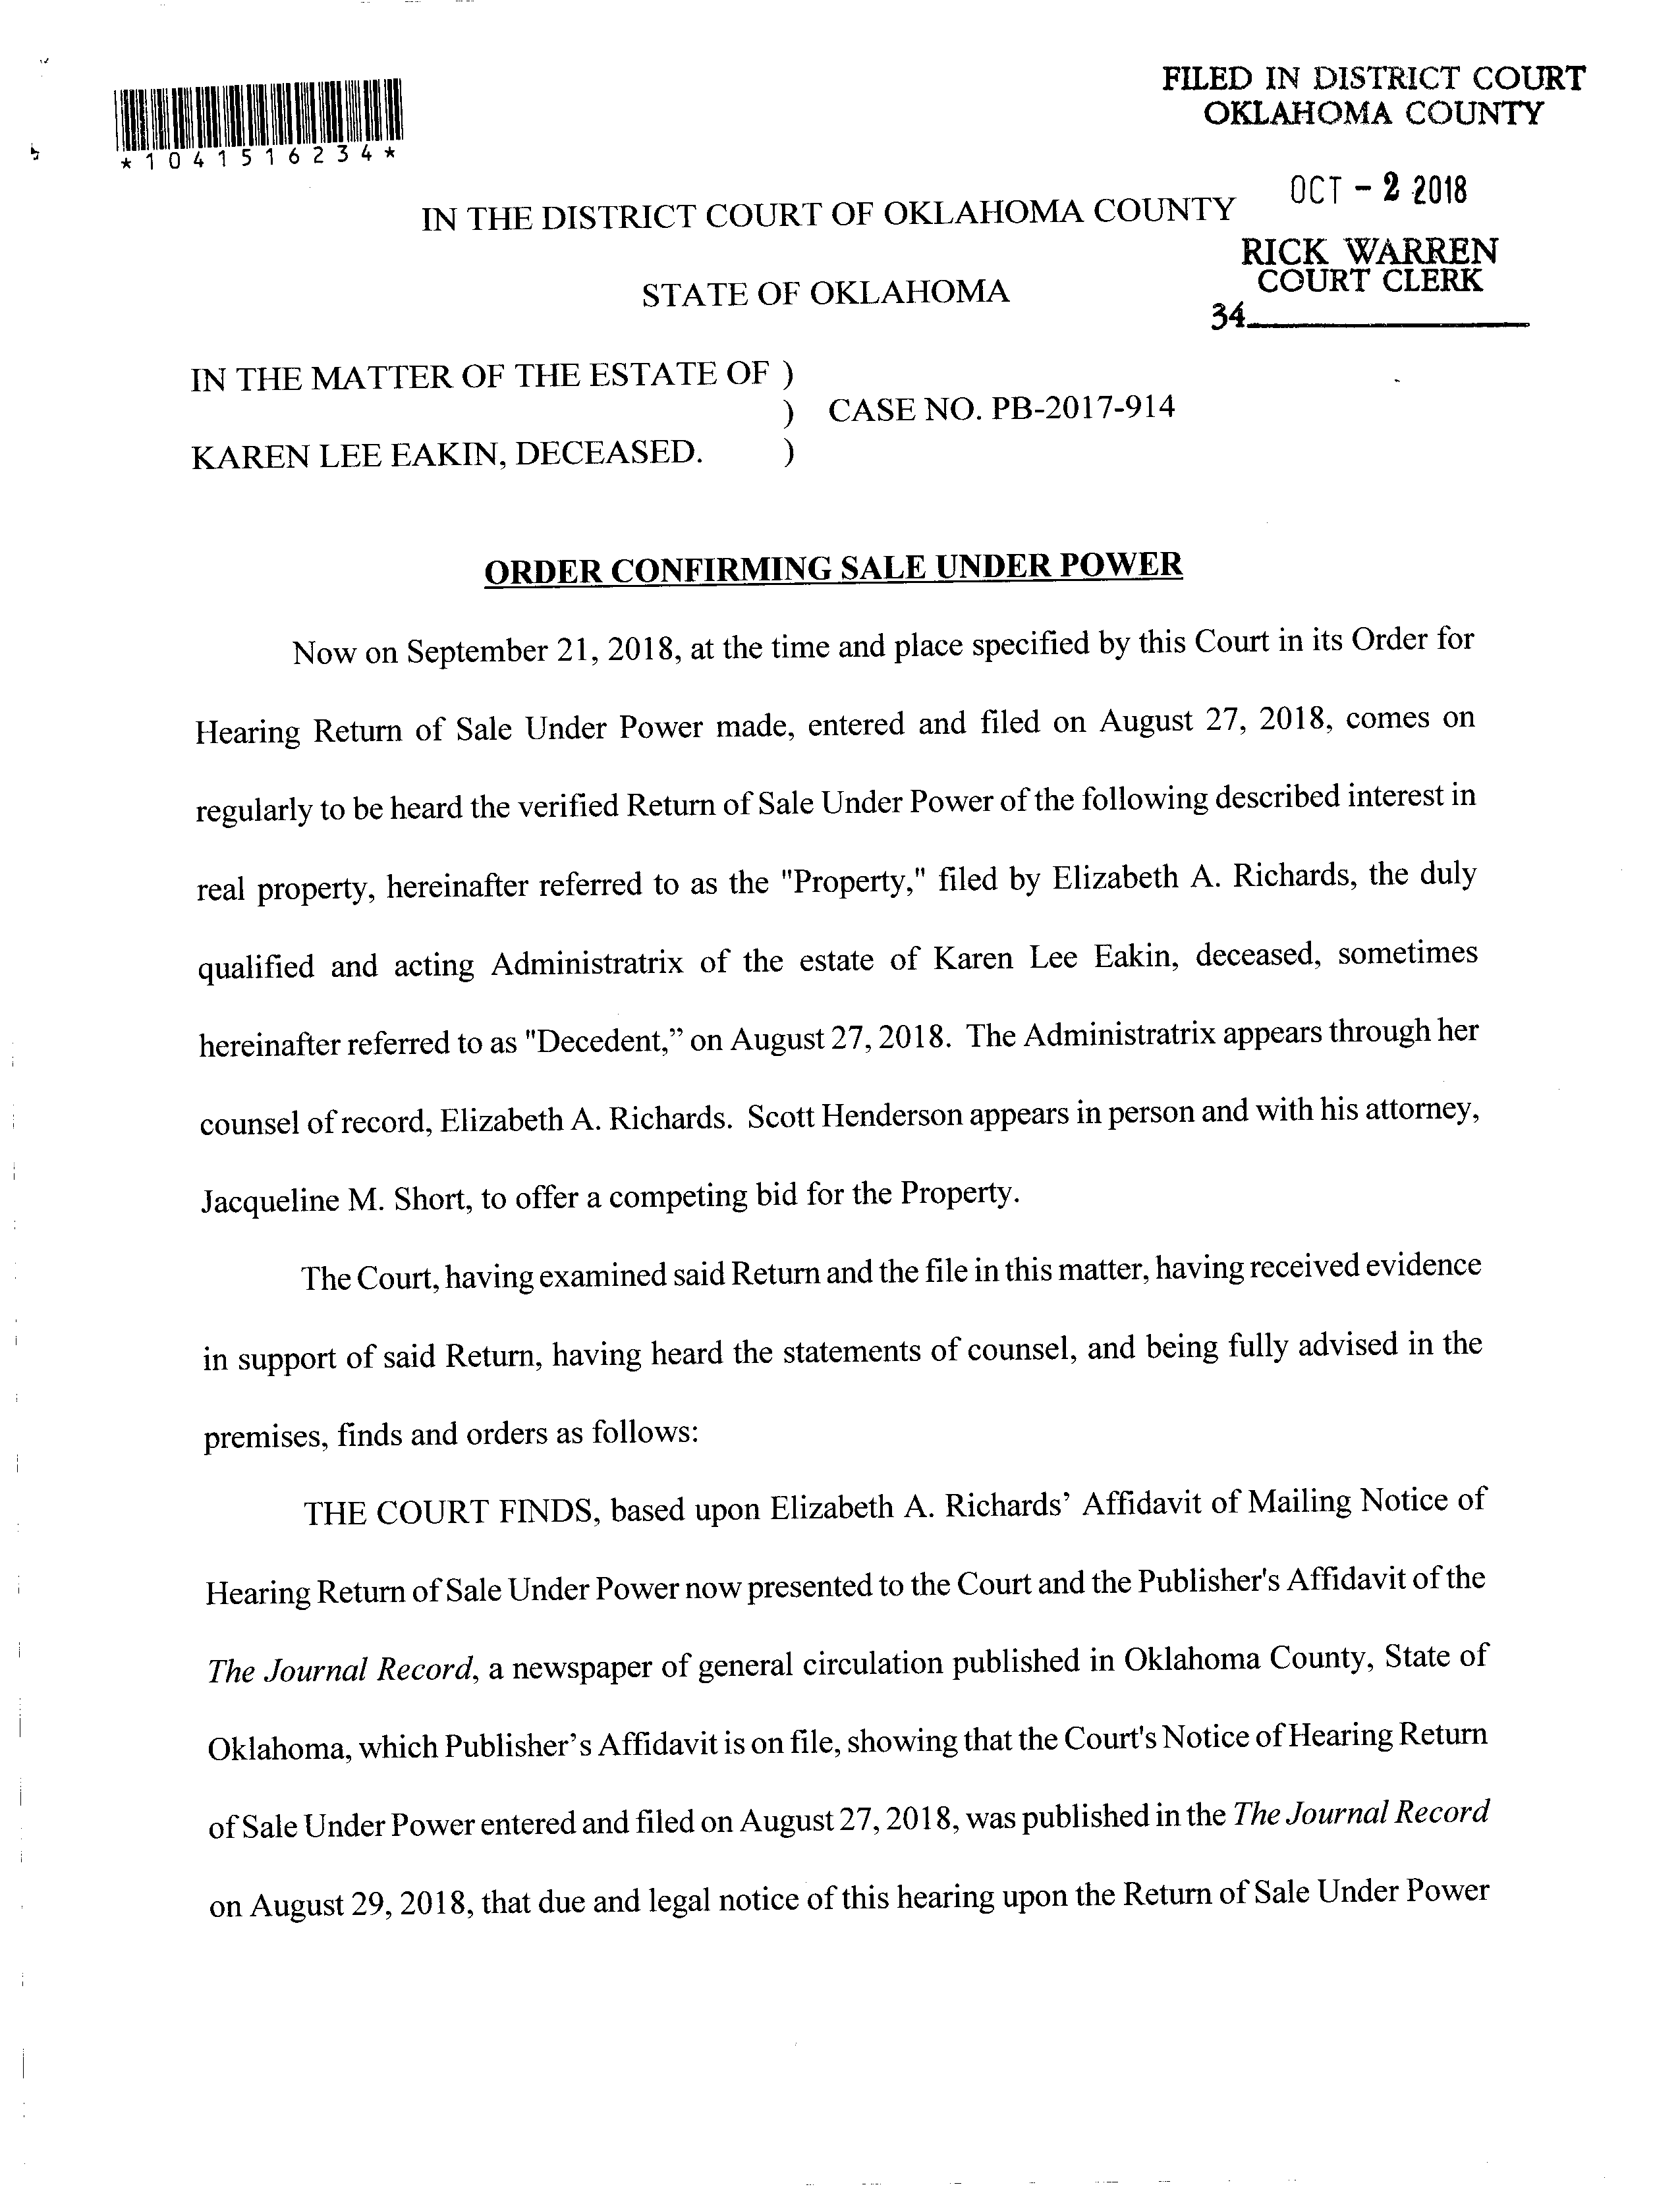 FILED IN DISTRICT COURT
OKLAHOMA COUNTY
*1041516234*
OCT - 2 2018
IN THE DISTRICT COURT OF OKLAHOMA COUNTY
RICK WARREN
COURT CLERK
STATE OF OKLAHOMA
34
IN THE MATTER OF THE ESTATE OF )
) CASE NO. PB-2017-914
KAREN LEE EAKIN, DECEASED. )
ORDER CONFIRMING SALE UNDER POWER
Now on September 21, 2018, at the time and place specified by this Court in its Order for
Hearing Return of Sale Under Power made, entered and filed on August 27, 2018, comes on
regularly to be heard the verified Return of Sale Under Power of the following described interest in
real property, hereinafter referred to as the "Property," filed by Elizabeth A. Richards, the duly
qualified and acting Administratrix of the estate of Karen Lee Eakin, deceased, sometimes
hereinafter referred to as "Decedent,” on August 27, 2018. The Administratrix appears through her
counsel of record, Elizabeth A. Richards. Scott Henderson appears in person and with his attorney,
Jacqueline M. Short, to offer a competing bid for the Property.
The Court, having examined said Return and the file in this matter, having received evidence
in support of said Return, having heard the statements of counsel, and being fully advised in the
premises, finds and orders as follows:
THE COURT FINDS, based upon Elizabeth A. Richards’ Affidavit of Mailing Notice of
Hearing Return of Sale Under Power now presented to the Court and the Publisher's Affidavit of the
The Journal Record, a newspaper of general circulation published in Oklahoma County, State of
Oklahoma, which Publisher’s Affidavit is on file, showing that the Court's Notice of Hearing Return
of Sale Under Power entered and filed on August 27, 2018, was published in the The Journal Record
on August 29, 2018, that due and legal notice of this hearing upon the Return of Sale Under Power